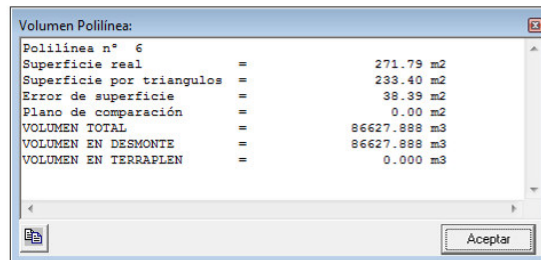 Volumen Polilínea:
Polilínea n° 6
Superficie real = 271.79 m2
Superficie por triangulos = 233.40 m2
Error de superficie = 38.39 m2
Plano de comparación = 0.00 m2
VOLUMEN TOTAL = 86627.888 m3
VOLUMEN EN DESMONTE = 86627.888 m3
VOLUMEN EN TERRAPLEN = 0.000 m3
Aceptar